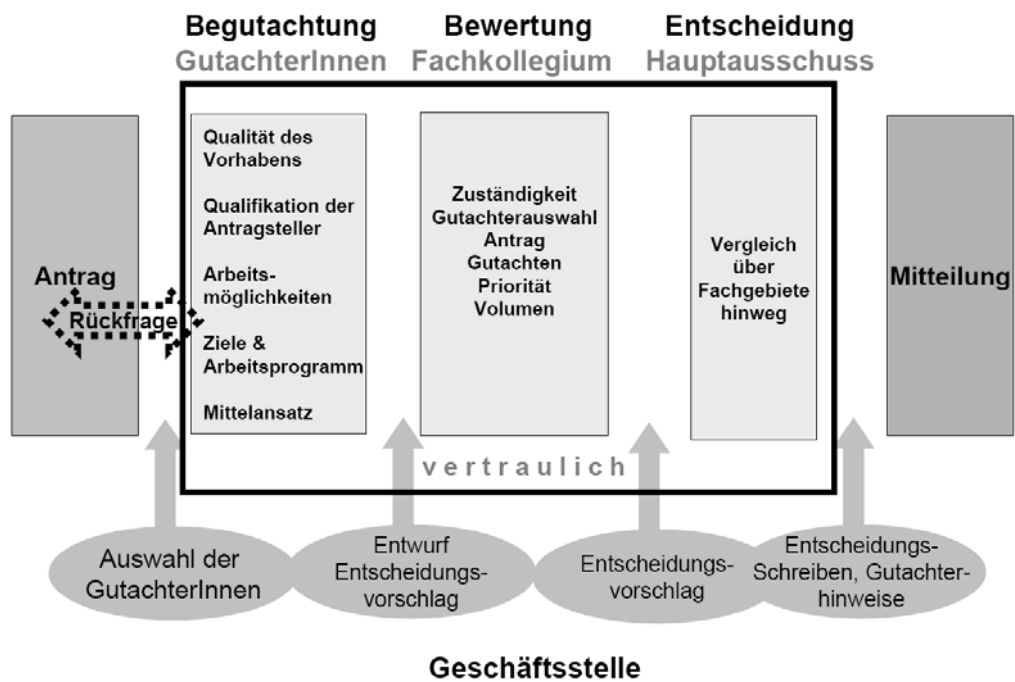 Begutachtung
GutachterInnen
Bewertung
Fachkollegium
Entscheidung
Hauptausschuss
Antrag
Rückfrage
Qualität des
Vorhabens
Qualifikation der
Antragsteller
Arbeits-
möglichkeiten
Ziele &
Arbeitsprogramm
Mittelansatz
Zuständigkeit
Gutachterauswahl
Antrag
Gutachten
Priorität
Volumen
Vergleich
über
Fachgebiete
hinweg
Mitteilung
vertraulich
Auswahl der
GutachterInnen
Entwurf
Entscheidungs-
vorschlag
Entscheidungs-
vorschlag
Entscheidungs-
Schreiben, Gutachter-
hinweise
Geschäftsstelle